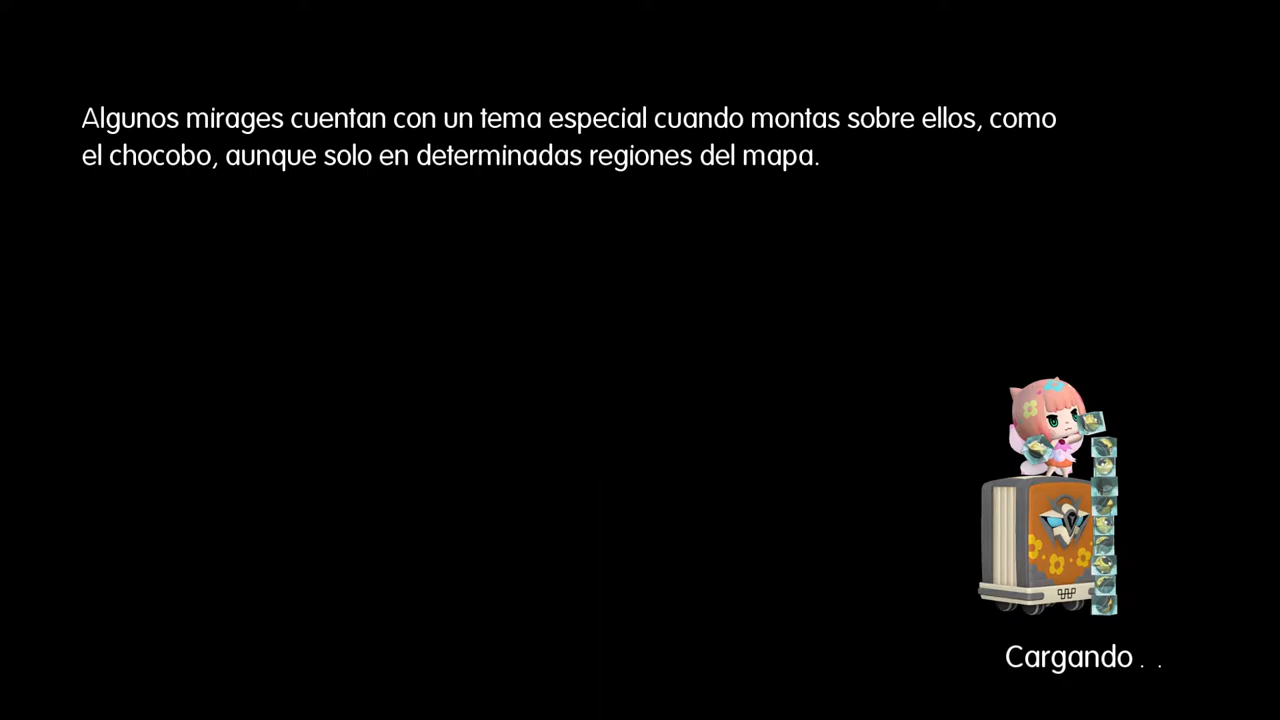 Algunos mirages cuentan con un tema especial cuando montas sobre ellos, como
el chocobo, aunque solo en determinadas regiones del mapa.
Cargando . .